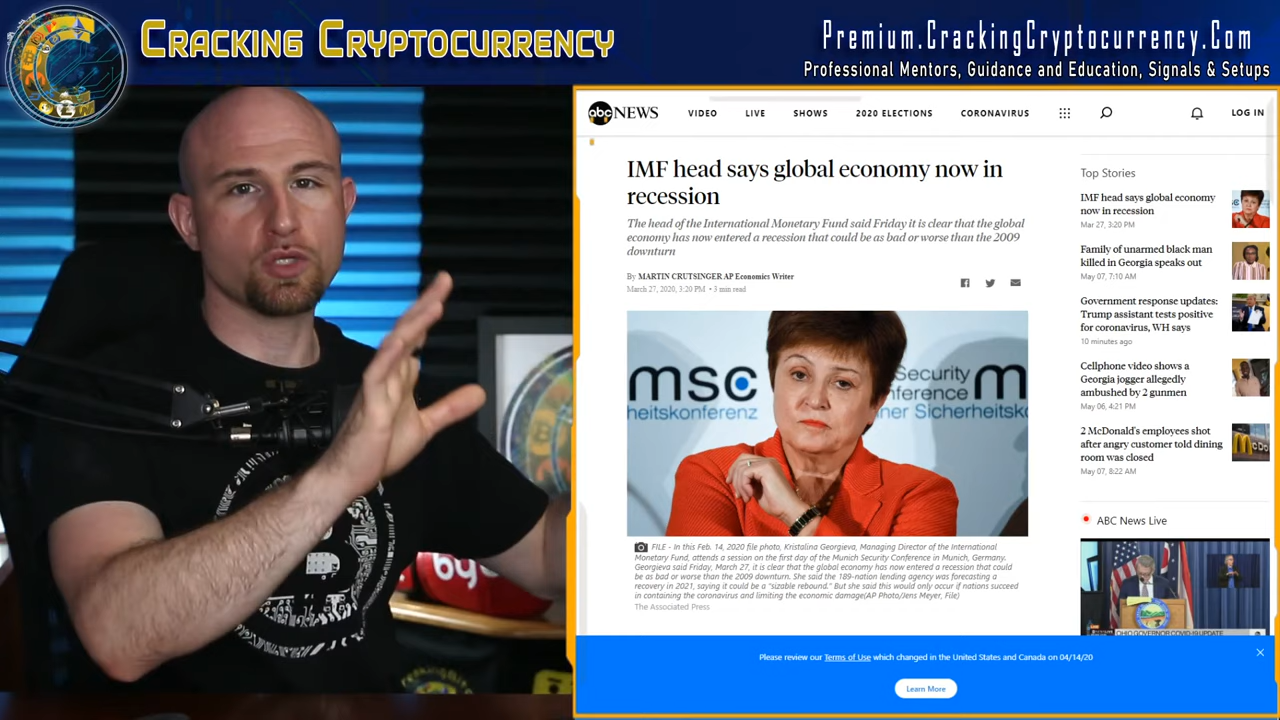 CRACKING CRYPTOCURRENCY
Premium.CrackingCryptocurrency.Com
Professional Mentors, Guidance and Education, Signals & Setups
abc NEWS
VIDEO
LIVE
SHOWS
2020 ELECTIONS
CORONAVIRUS
LOG IN
IMF head says global economy now in
recession
The head of the International Monetary Fund said Friday it is clear that the global
economy has now entered a recession that could be as bad or worse than the 2009
downturn
By MARTIN CRUTSINGER AP Economics Writer
March 27, 2020, 3:20 PM • 3 min read
msc
Security
Conference
m
heitskonferenz
ner Sicherheitsko
FILE - In this Feb. 14, 2020 file photo, Kristalina Georgieva, Managing Director of the International
Monetary Fund, attends a session on the first day of the Munich Security Conference in Munich, Germany.
Georgieva said Friday, March 27, it is clear that the global economy has now entered a recession that could
be as bad or worse than the 2009 downturn. She said the 189-nation lending agency was forecasting a
recovery in 2021, saying it could be a "sizable rebound." But she said this would only occur if nations succeed
in containing the coronavirus and limiting the economic damage(AP Photo/Jens Meyer, File)
The Associated Press
Top Stories
IMF head says global economy
now in recession
Mar 27, 3:20 PM
Family of unarmed black man
killed in Georgia speaks out
May 07, 7:10 AM
Government response updates:
Trump assistant tests positive
for coronavirus, WH says
10 minutes ago
Cellphone video shows a
Georgia jogger allegedly
ambushed by 2 gunmen
May 06, 4:21 PM
2 McDonald's employees shot
after angry customer told dining
room was closed
May 07, 8:22 AM
ABC News Live
OHIO GOVERNOR COVID-19 UPDATE
Please review our Terms of Use which changed in the United States and Canada on 04/14/20
Learn More